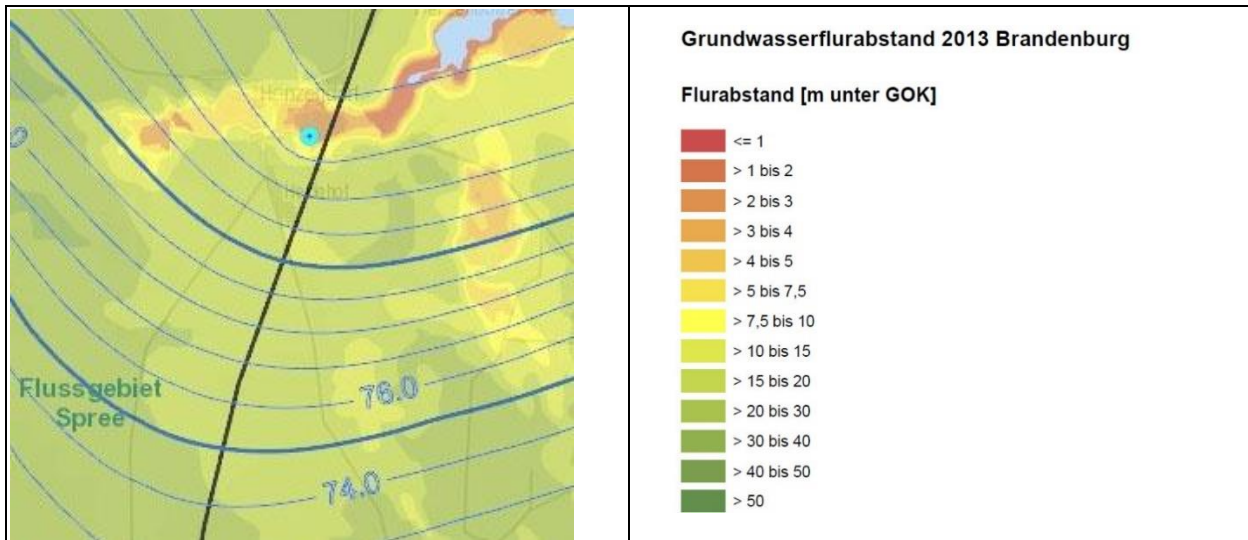 Flussgebiet
Spree
76.0
74.0
Grundwasserflurabstand 2013 Brandenburg
Flurabstand [m unter GOK]
<= 1
> 1 bis 2
> 2 bis 3
> 3 bis 4
> 4 bis 5
> 5 bis 7,5
> 7,5 bis 10
> 10 bis 15
> 15 bis 20
> 20 bis 30
> 30 bis 40
> 40 bis 50
> 50